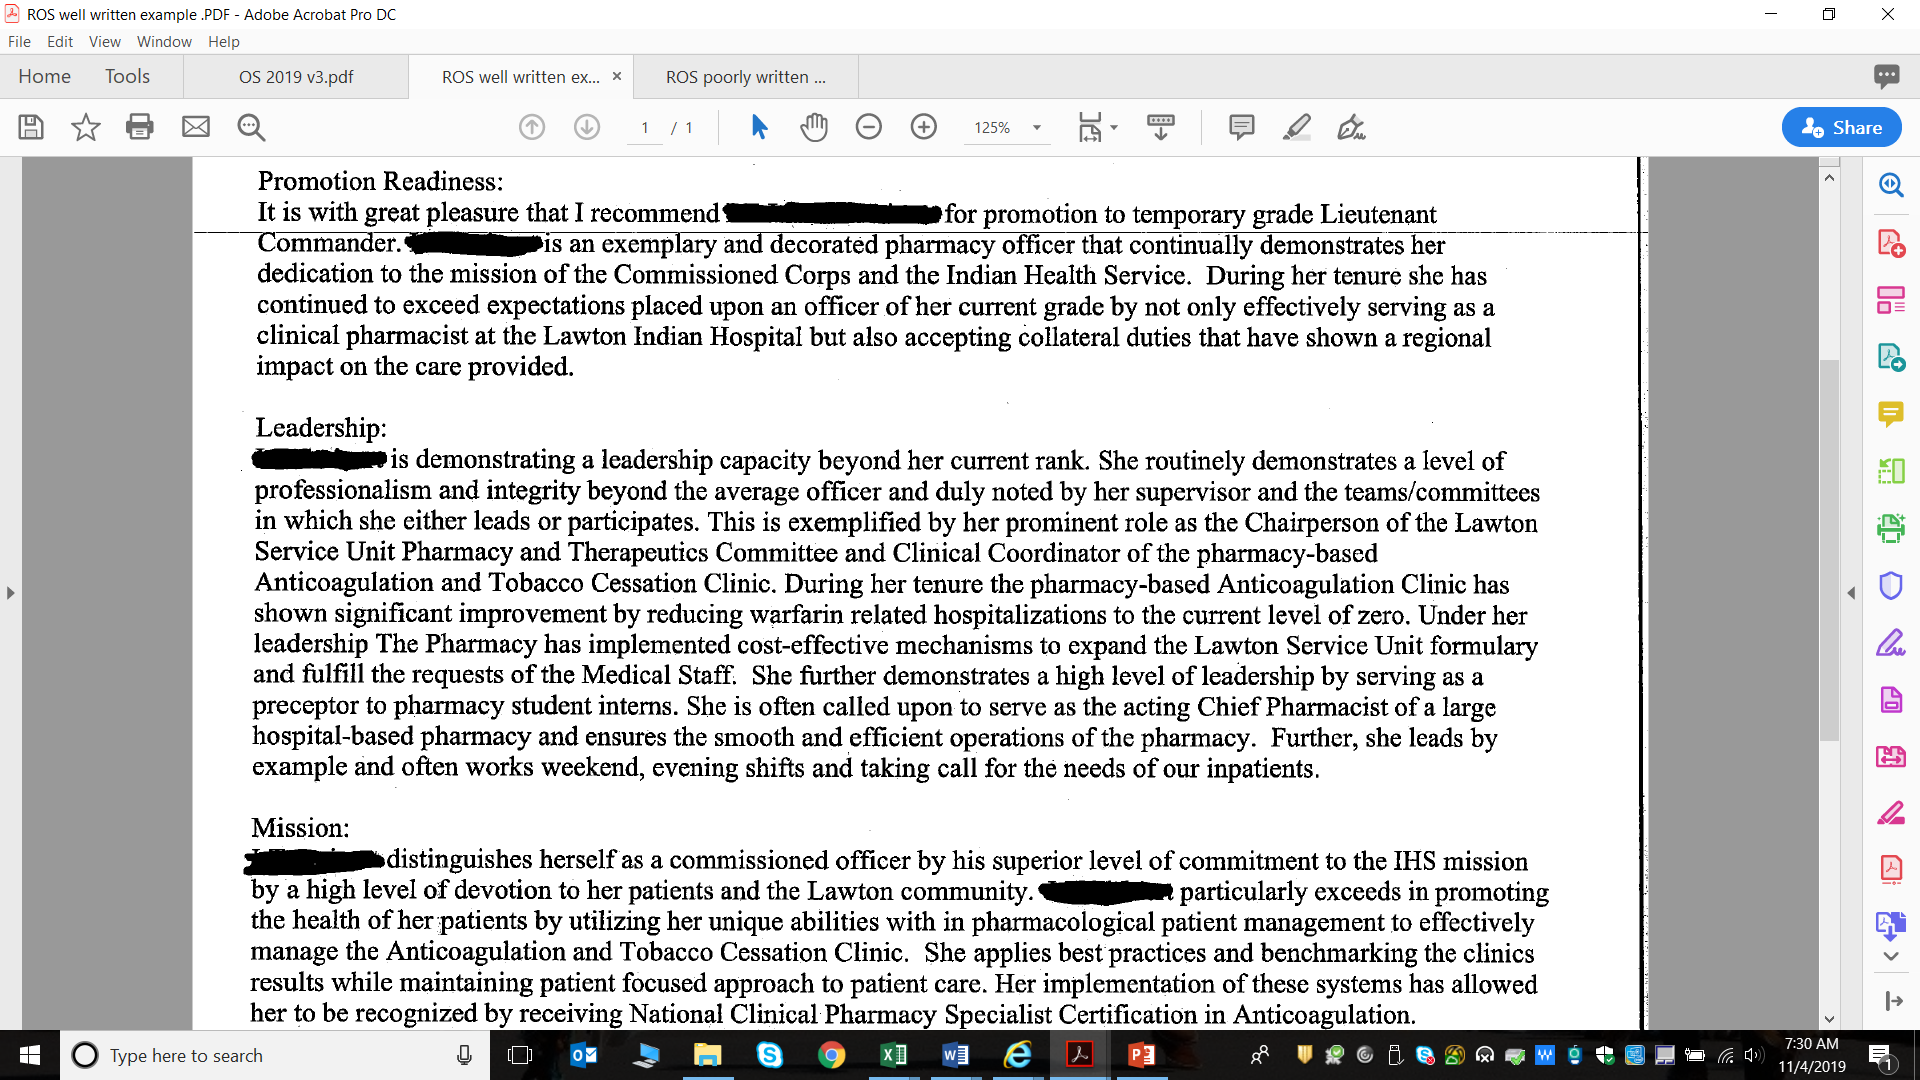 ROS well written example .PDF - Adobe Acrobat Pro DC
File Edit View Window Help
Home Tools OS 2019 v3.pdf ROS well written ex... × ROS poorly written ...
1 / 1 125% Share
Promotion Readiness:
It is with great pleasure that I recommend for promotion to temporary grade Lieutenant
Commander. is an exemplary and decorated pharmacy officer that continually demonstrates her
dedication to the mission of the Commissioned Corps and the Indian Health Service. During her tenure she has
continued to exceed expectations placed upon an officer of her current grade by not only effectively serving as a
clinical pharmacist at the Lawton Indian Hospital but also accepting collateral duties that have shown a regional
impact on the care provided.
Leadership:
is demonstrating a leadership capacity beyond her current rank. She routinely demonstrates a level of
professionalism and integrity beyond the average officer and duly noted by her supervisor and the teams/committees
in which she either leads or participates. This is exemplified by her prominent role as the Chairperson of the Lawton
Service Unit Pharmacy and Therapeutics Committee and Clinical Coordinator of the pharmacy-based
Anticoagulation and Tobacco Cessation Clinic. During her tenure the pharmacy-based Anticoagulation Clinic has
shown significant improvement by reducing warfarin related hospitalizations to the current level of zero. Under her
leadership The Pharmacy has implemented cost-effective mechanisms to expand the Lawton Service Unit formulary
and fulfill the requests of the Medical Staff. She further demonstrates a high level of leadership by serving as a
preceptor to pharmacy student interns. She is often called upon to serve as the acting Chief Pharmacist of a large
hospital-based pharmacy and ensures the smooth and efficient operations of the pharmacy. Further, she leads by
example and often works weekend, evening shifts and taking call for the needs of our inpatients.
Mission:
distinguishes herself as a commissioned officer by his superior level of commitment to the IHS mission
by a high level of devotion to her patients and the Lawton community. particularly exceeds in promoting
the health of her patients by utilizing her unique abilities with in pharmacological patient management to effectively
manage the Anticoagulation and Tobacco Cessation Clinic. She applies best practices and benchmarking the clinics
results while maintaining patient focused approach to patient care. Her implementation of these systems has allowed
her to be recognized by receiving National Clinical Pharmacy Specialist Certification in Anticoagulation.
Type here to search
7:30 AM
11/4/2019
1